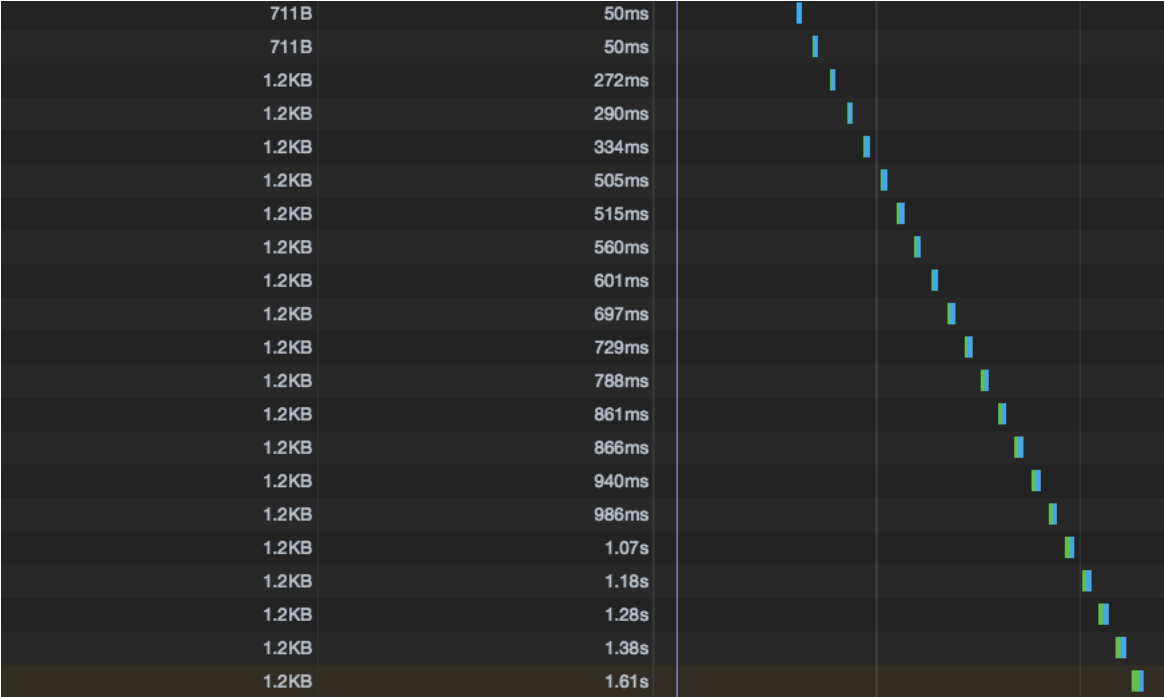 711B 50ms
711B 50ms
1.2KB 272ms
1.2KB 290ms
1.2KB 334ms
1.2KB 505ms
1.2KB 515ms
1.2KB 560ms
1.2KB 601ms
1.2KB 697ms
1.2KB 729ms
1.2KB 788ms
1.2KB 861ms
1.2KB 866ms
1.2KB 940ms
1.2KB 986ms
1.2KB 1.07s
1.2KB 1.18s
1.2KB 1.28s
1.2KB 1.38s
1.2KB 1.61s